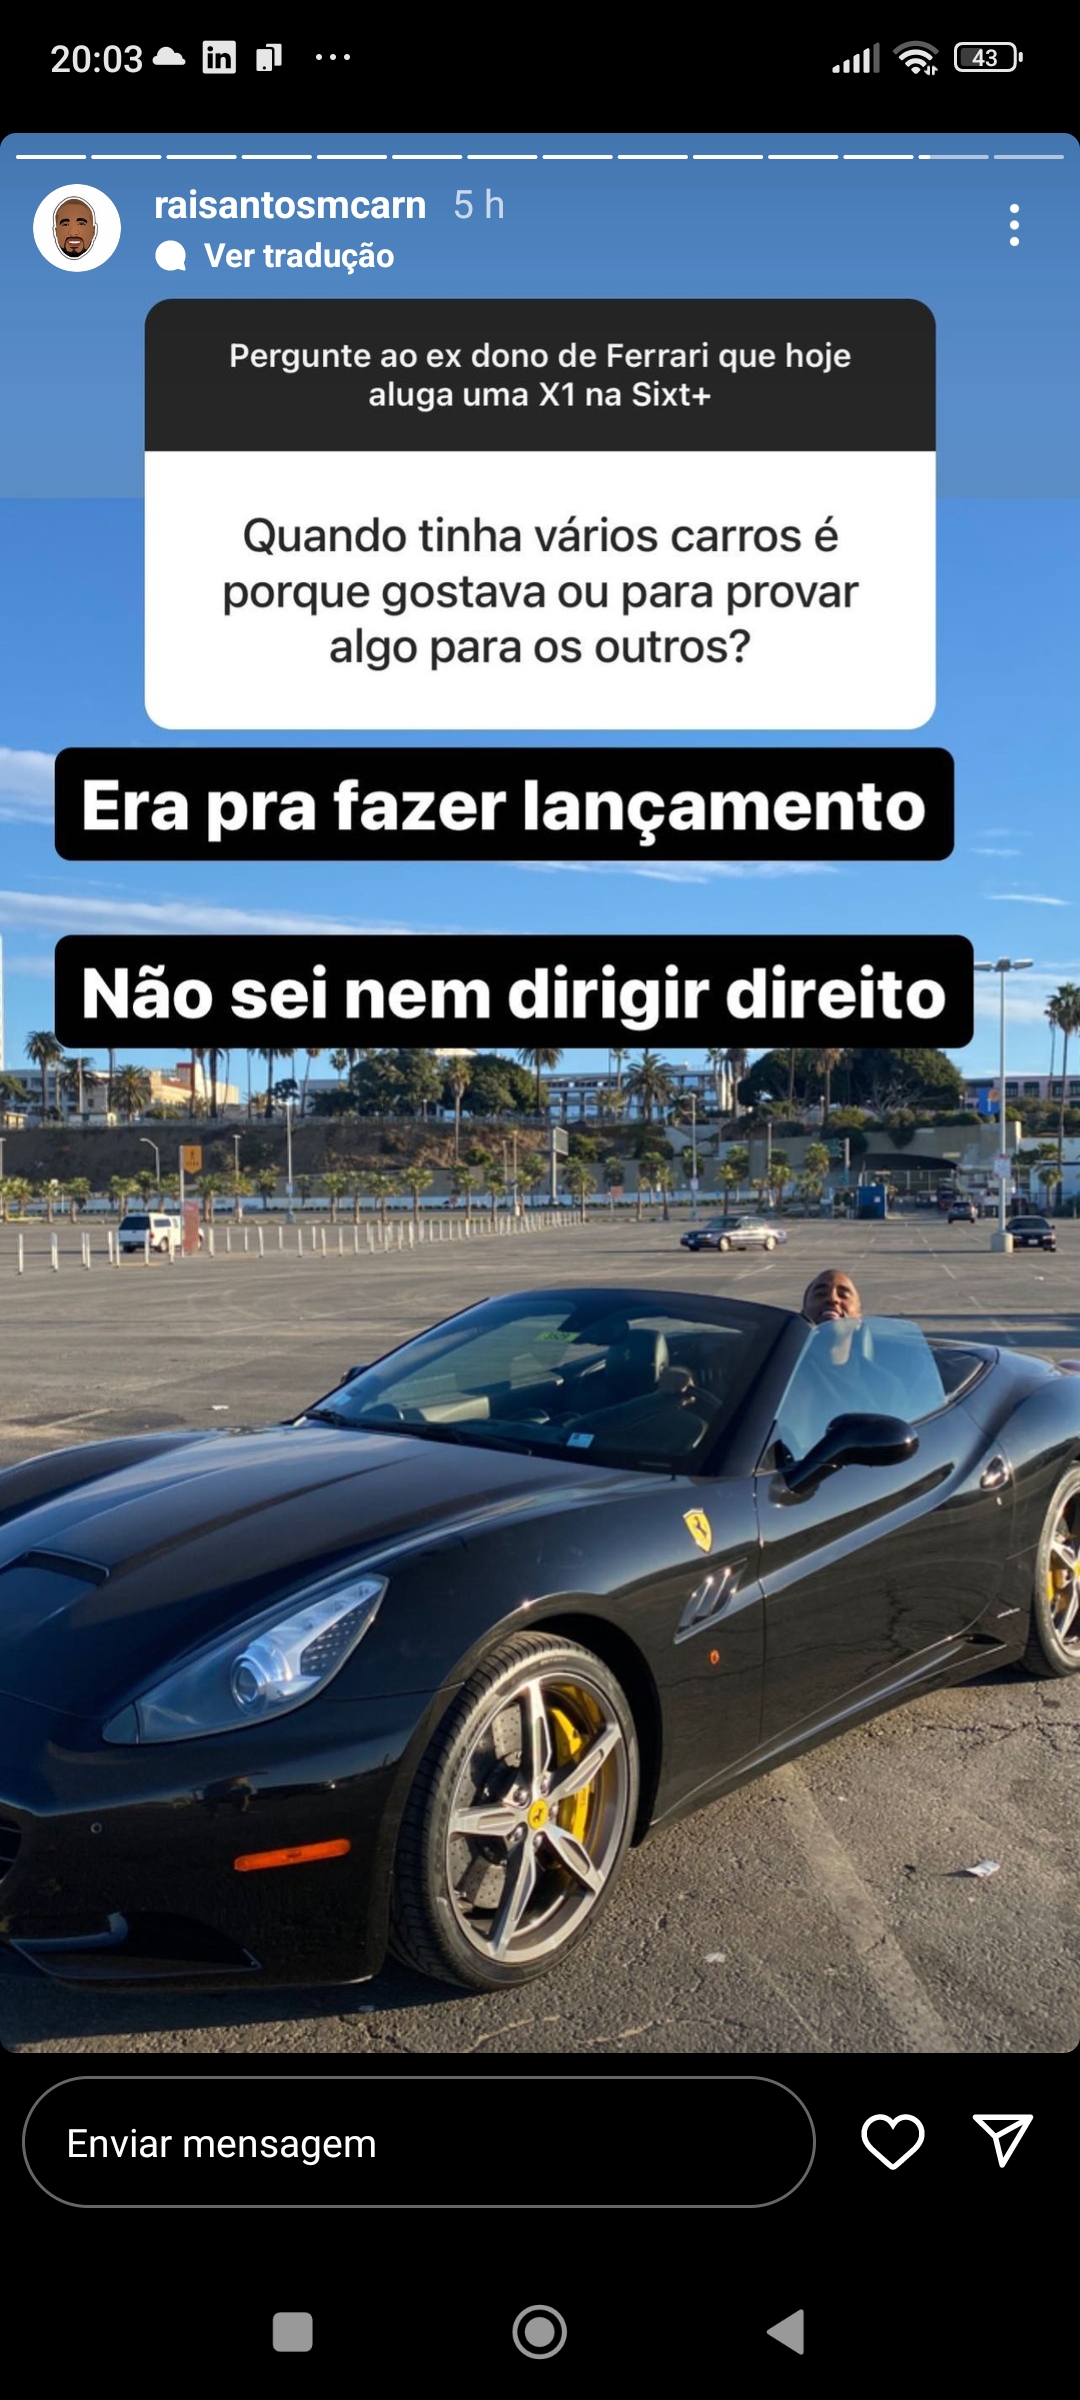 20:03
in
43
raisantosmcarn 5 h
Ver tradução
Pergunte ao ex dono de Ferrari que hoje
aluga uma X1 na Sixt+
Quando tinha vários carros é
porque gostava ou para provar
algo para os outros?
Era pra fazer lançamento
Não sei nem dirigir direito
Enviar mensagem